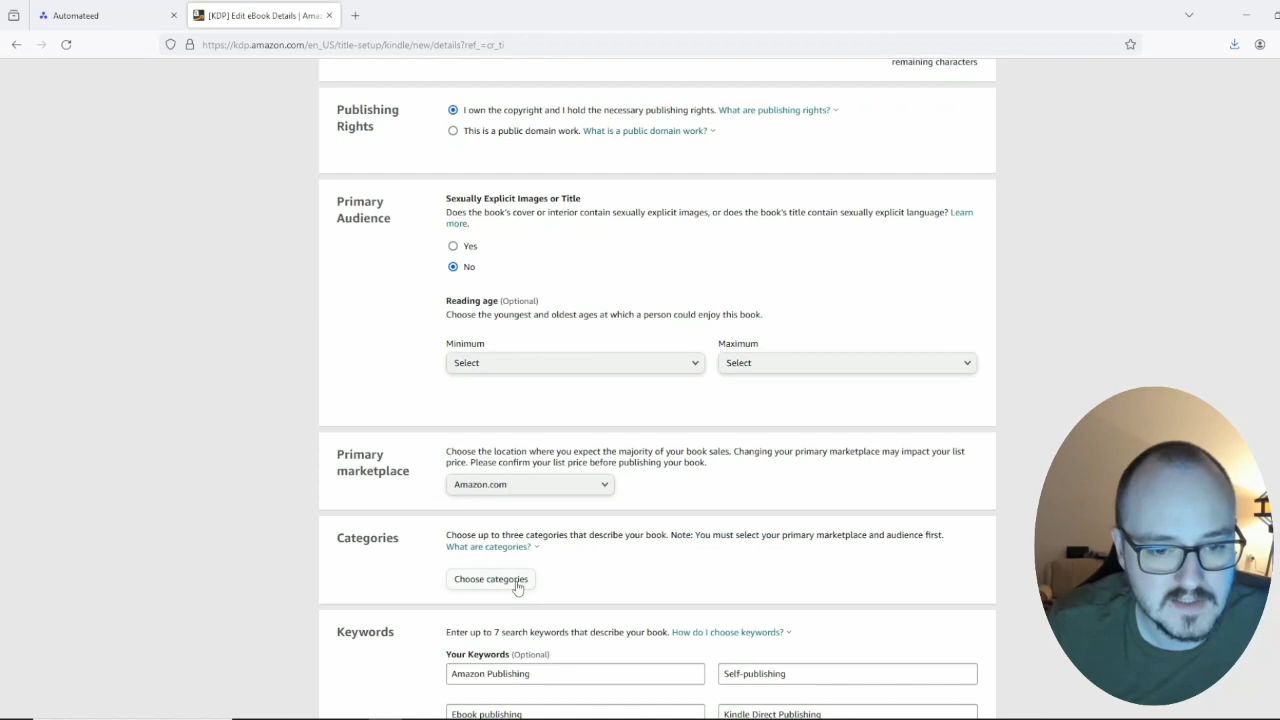 Automateed
[KDP] Edit eBook Details | Ama
https://kdp.amazon.com/en_US/title-setup/kindle/new/details?ref_=cr_ti
remaining characters
Publishing
Rights
I own the copyright and I hold the necessary publishing rights. What are publishing rights?
This is a public domain work. What is a public domain work?
Primary
Audience
Sexually Explicit Images or Title
Does the book's cover or interior contain sexually explicit images, or does the book's title contain sexually explicit language? Learn
more.
Yes
No
Reading age (Optional)
Choose the youngest and oldest ages at which a person could enjoy this book.
Minimum
Maximum
Select
Select
Primary
marketplace
Choose the location where you expect the majority of your book sales. Changing your primary marketplace may impact your list
price. Please confirm your list price before publishing your book.
Amazon.com
Categories
Choose up to three categories that describe your book. Note: You must select your primary marketplace and audience first.
What are categories?
Choose categories
Keywords
Enter up to 7 search keywords that describe your book. How do I choose keywords?
Your Keywords (Optional)
Amazon Publishing
Self-publishing
Ebook publishing
Kindle Direct Publishing